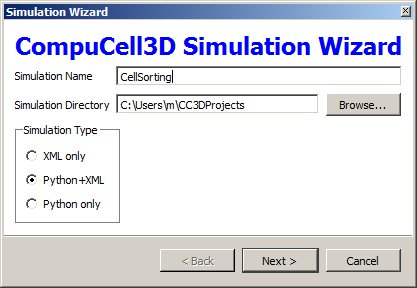 Simulation Wizard
CompuCell3D Simulation Wizard
Simulation Name CellSorting
Simulation Directory C:\Users\m\CC3DProjects Browse...
Simulation Type
XML only
Python+XML
Python only
< Back Next > Cancel